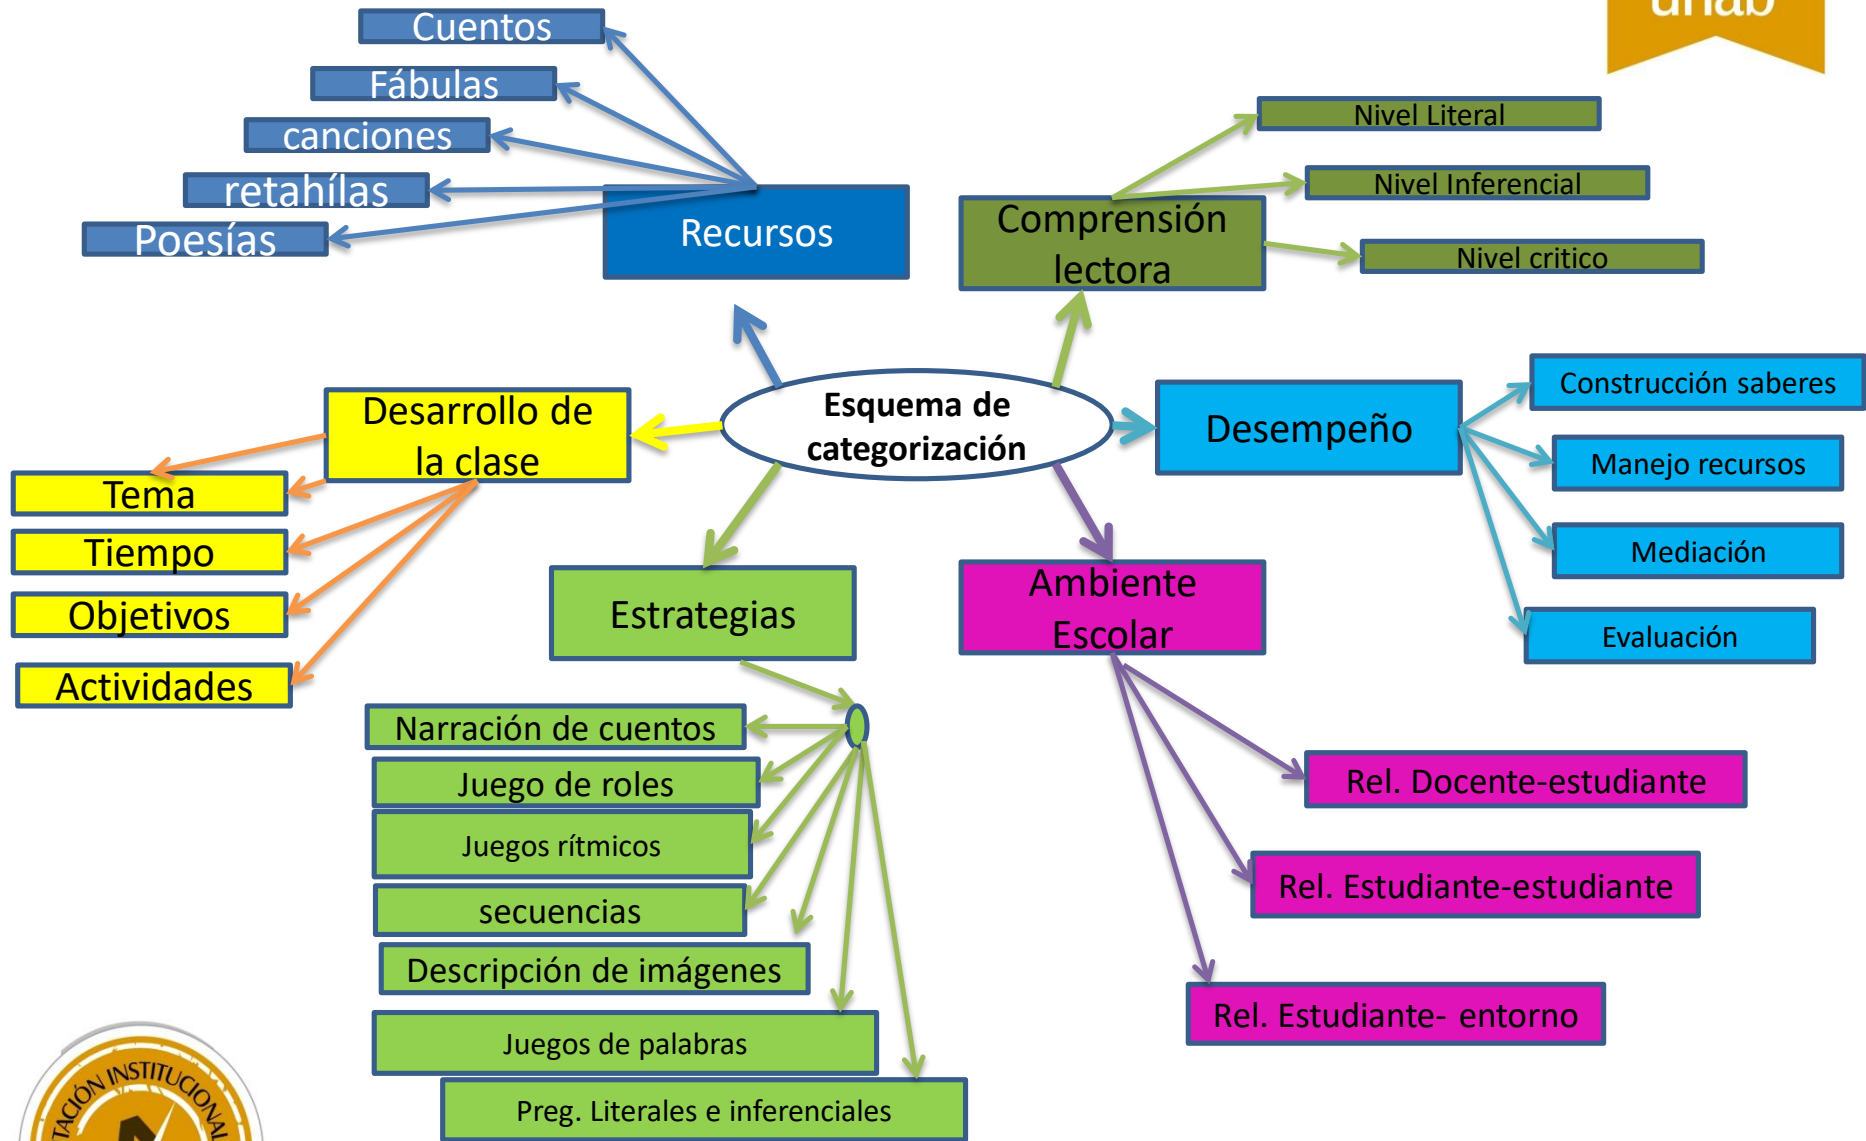 unab
Cuentos
Fábulas
canciones
retahílas
Poesías
Recursos
Nivel Literal
Nivel Inferencial
Nivel critico
Comprensión
lectora
Esquema de
categorización
Desarrollo de
la clase
Tema
Tiempo
Objetivos
Actividades
Desempeño
Construcción saberes
Manejo recursos
Mediación
Evaluación
Estrategias
Narración de cuentos
Juego de roles
Juegos rítmicos
secuencias
Descripción de imágenes
Juegos de palabras
Preg. Literales e inferenciales
Ambiente
Escolar
Rel. Docente-estudiante
Rel. Estudiante-estudiante
Rel. Estudiante- entorno
INSTITUCIONAL